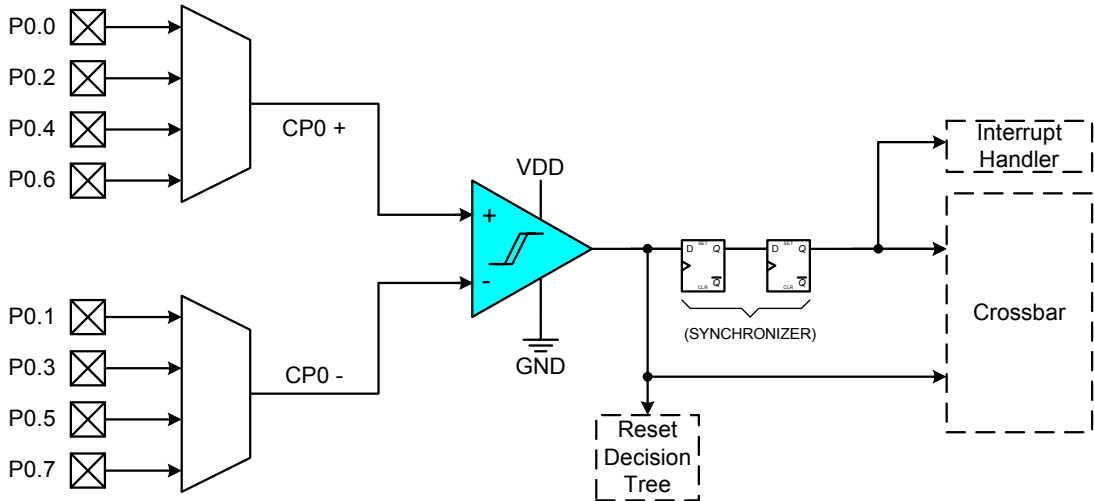 P0.0
P0.2
P0.4
P0.6
CP0 +
P0.1
P0.3
P0.5
P0.7
CP0 -
VDD
+
-
GND
D
SET
Q
CLR
Q
D
SET
Q
CLR
Q
(SYNCHRONIZER)
Interrupt
Handler
Crossbar
Reset
Decision
Tree